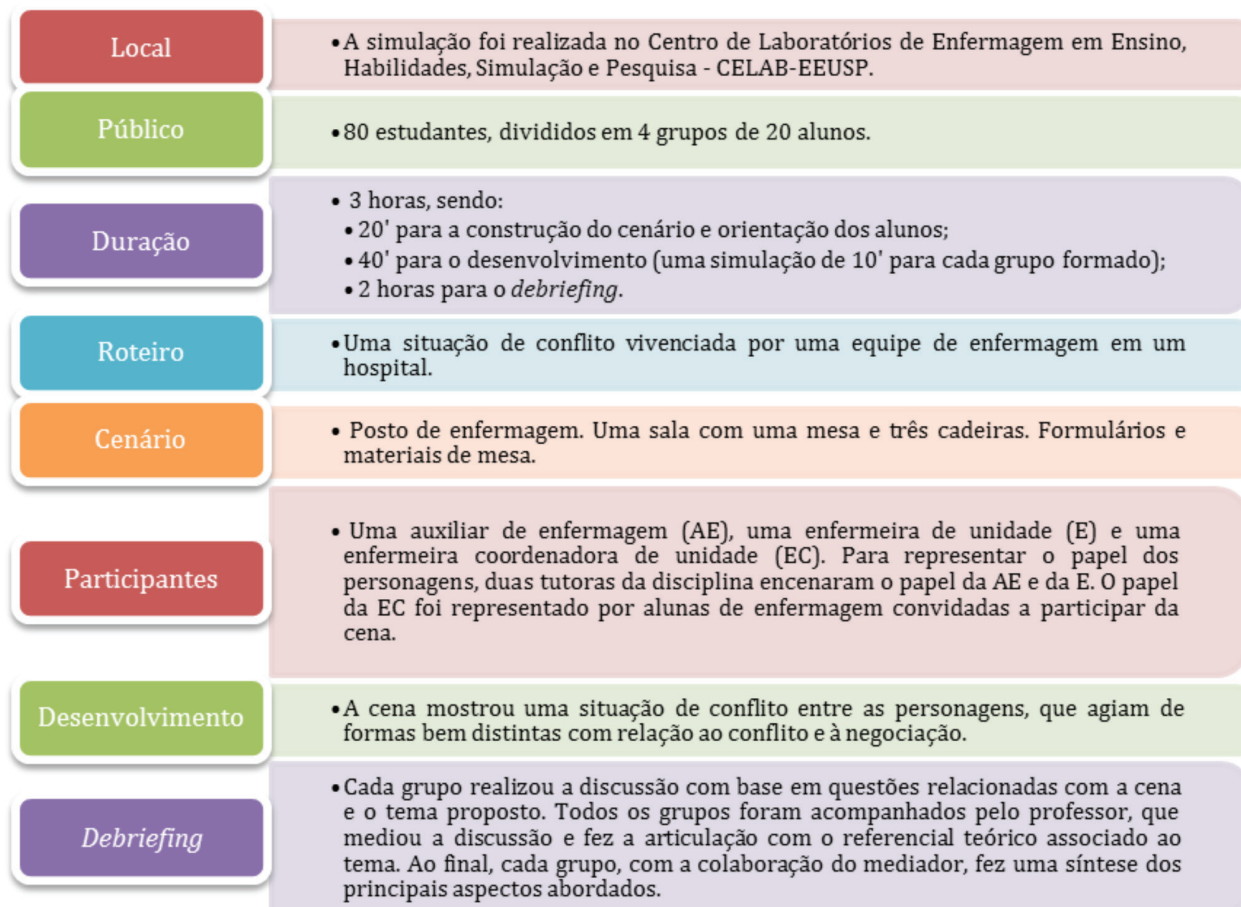 Local
•A simulação foi realizada no Centro de Laboratórios de Enfermagem em Ensino,
Habilidades, Simulação e Pesquisa - CELAB-EEUSP.
Público
•80 estudantes, divididos em 4 grupos de 20 alunos.
Duração
• 3 horas, sendo:
• 20' para a construção do cenário e orientação dos alunos;
• 40' para o desenvolvimento (uma simulação de 10' para cada grupo formado);
• 2 horas para o debriefing.
Roteiro
•Uma situação de conflito vivenciada por uma equipe de enfermagem em um
hospital.
Cenário
• Posto de enfermagem. Uma sala com uma mesa e três cadeiras. Formulários e
materiais de mesa.
Participantes
• Uma auxiliar de enfermagem (AE), uma enfermeira de unidade (E) e uma
enfermeira coordenadora de unidade (EC). Para representar o papel dos
personagens, duas tutoras da disciplina encenaram o papel da AE e da E. O papel
da EC foi representado por alunas de enfermagem convidadas a participar da
cena.
Desenvolvimento
•A cena mostrou uma situação de conflito entre as personagens, que agiam de
formas bem distintas com relação ao conflito e à negociação.
Debriefing
•Cada grupo realizou a discussão com base em questões relacionadas com a cena
e o tema proposto. Todos os grupos foram acompanhados pelo professor, que
mediou a discussão e fez a articulação com o referencial teórico associado ao
tema. Ao final, cada grupo, com a colaboração do mediador, fez uma síntese dos
principais aspectos abordados.